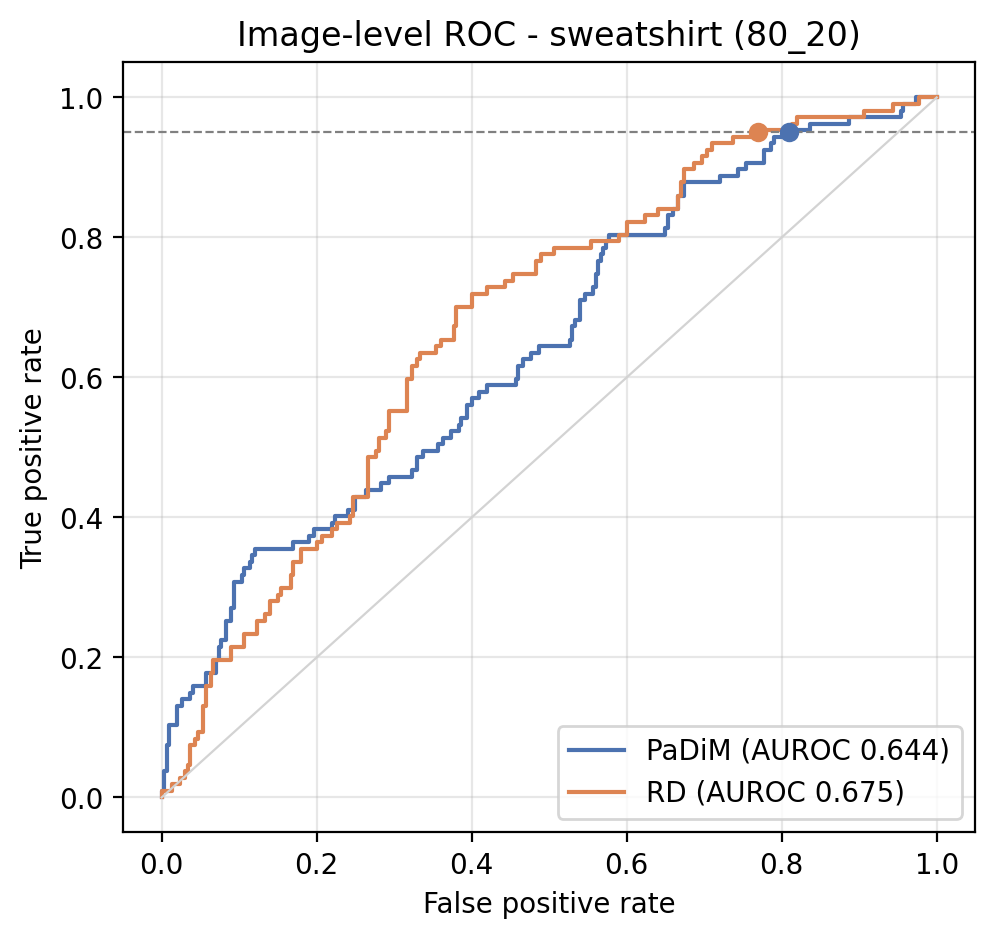 Image-level ROC - sweatshirt (80_20)
True positive rate
1.0
0.8
0.6
0.4
0.2
0.0
PaDiM (AUROC 0.644)
RD (AUROC 0.675)
0.0 0.2 0.4 0.6 0.8 1.0
False positive rate